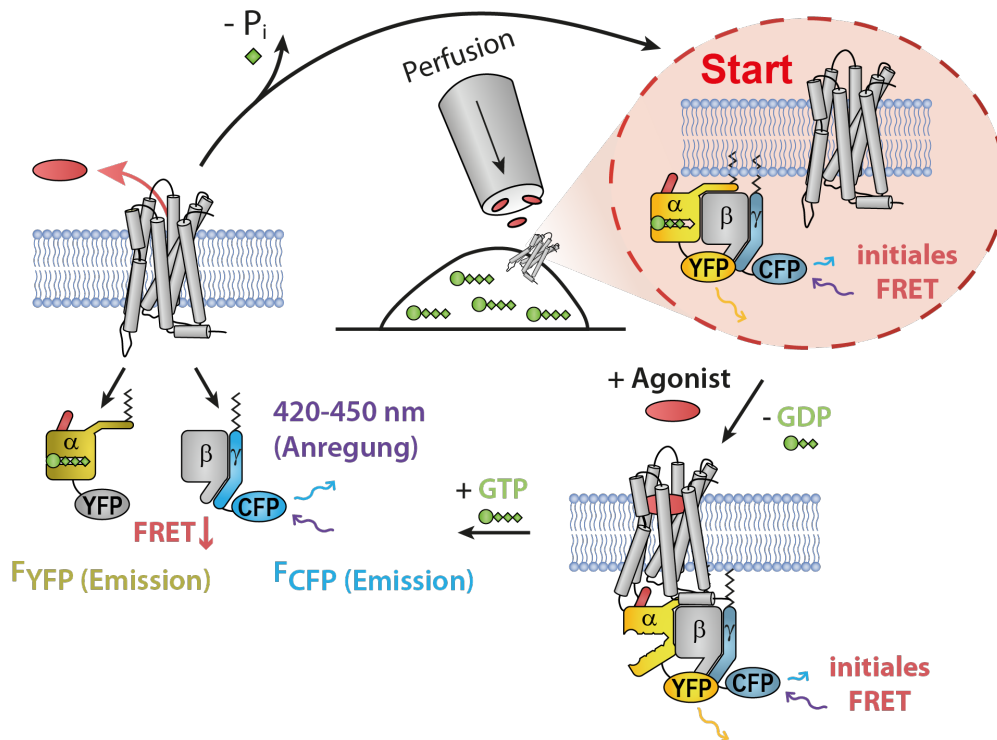 - Pi
Perfusion
Start
α
β
γ
YFP
CFP
initiales
FRET
+ Agonist
- GDP
α
YFP
β
γ
CFP
420-450 nm
(Anregung)
FRET↓
FYFP (Emission)
FCFP (Emission)
+ GTP
α
β
γ
YFP
CFP
initiales
FRET